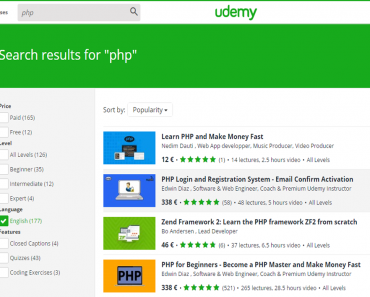 ses
php
udemy
Search results for "php"
Price
Paid (165)
Free (12)
Level
All Levels (126)
Beginner (35)
Intermediate (12)
Expert (4)
Language
English (177)
Features
Closed Captions (4)
Quizzes (43)
Coding Exercises (3)
Sort by: Popularity
Learn PHP and Make Money Fast
Nedim Dauti , Web App developper. Music Producer. Video Producer
12 € • (1) • 14 lectures, 2.5 hours video • All Levels
PHP Login and Registration System - Email Confirm Activation
Edwin Diaz , Software & Web Engineer. Coach & Premium Udemy Instructor
338 € • (58) • 48 lectures, 5 hours video • All Levels
Zend Framework 2: Learn the PHP framework ZF2 from scratch
Bo Andersen , Lead Developer
46 € • (6) • 37 lectures, 6.5 hours video • All Levels
PHP
PHP for Beginners - Become a PHP Master and Make Money Fast
Edwin Diaz , Software & Web Engineer. Coach & Premium Udemy Instructor
338 € • (521) • 265 lectures, 28.5 hours video • All Levels